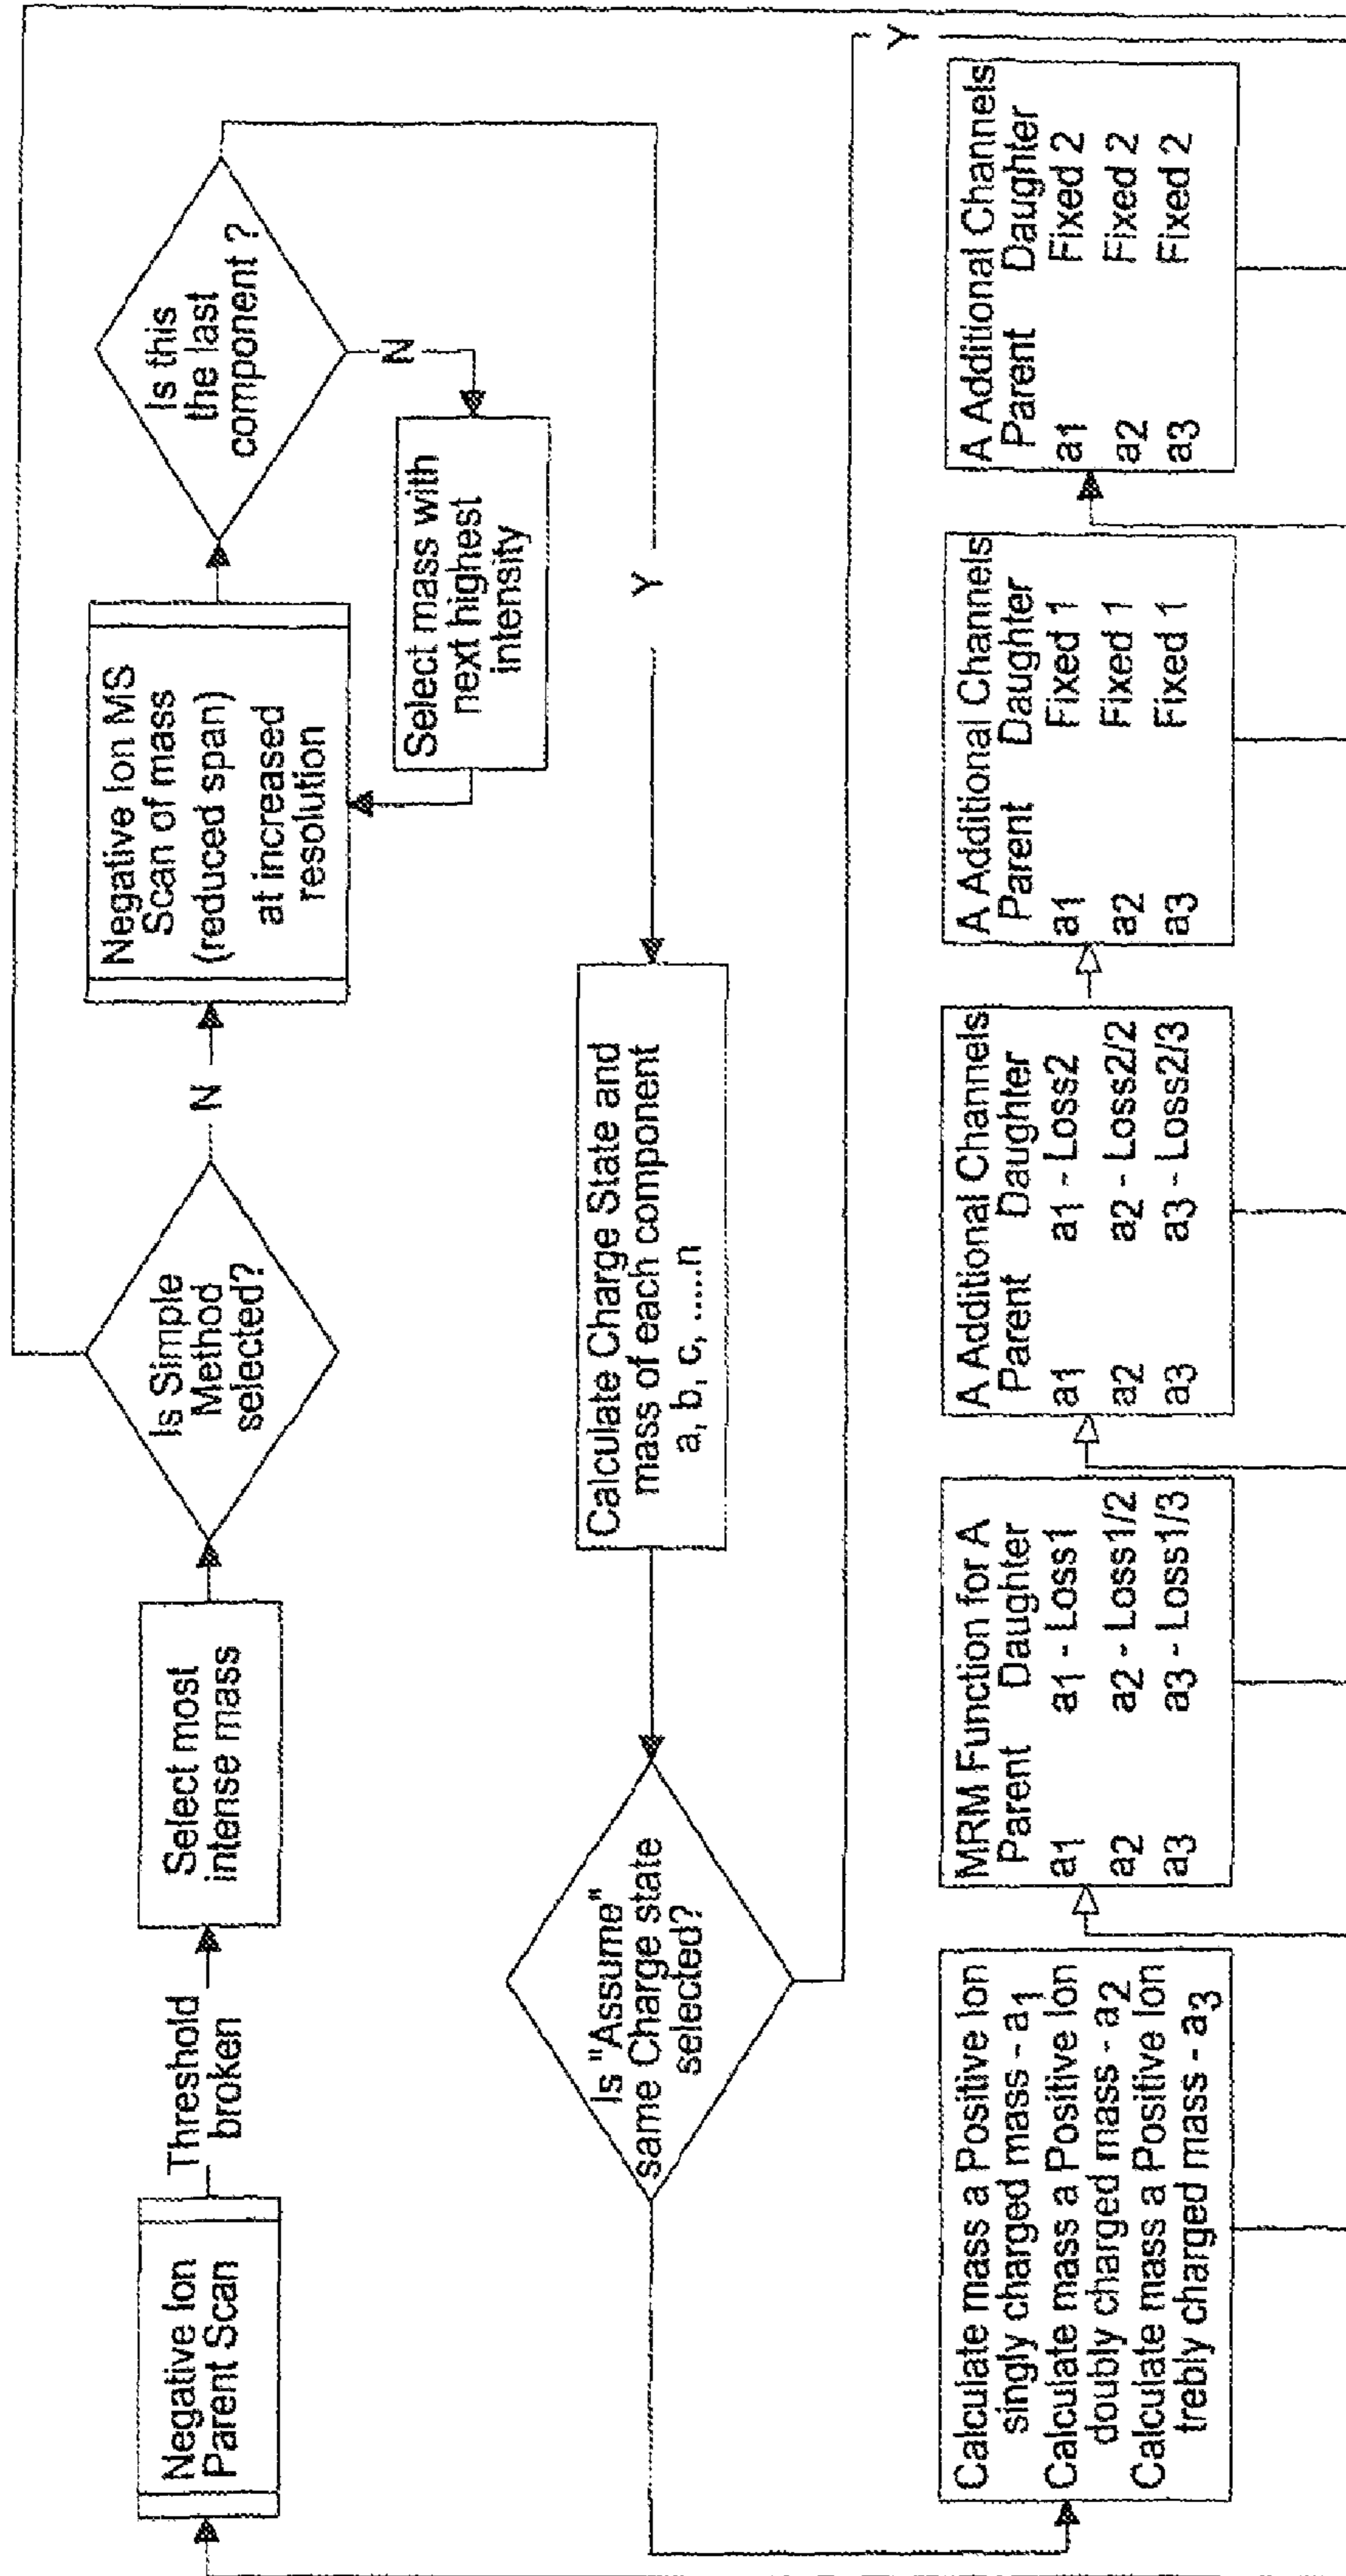 Negative Ion
Parent Scan
Threshold
broken
Select most
intense mass
Is Simple
Method
selected?
N
Negative Ion MS
Scan of mass
(reduced span)
at increased
resolution
Is this
the last
component ?
N
Select mass with
next highest
intensity
Y
Calculate Charge State and
mass of each component
a, b, c, .....n
Is "Assume"
same Charge state
selected?
Y
Calculate mass a Positive Ion
singly charged mass - a1
Calculate mass a Positive Ion
doubly charged mass - a2
Calculate mass a Positive Ion
trebly charged mass - a3
MRM Function for A
Parent Daughter
a1 a1 - Loss1
a2 a2 - Loss1/2
a3 a3 - Loss1/3
A Additional Channels
Parent Daughter
a1 a1 - Loss2
a2 a2 - Loss2/2
a3 a3 - Loss2/3
A Additional Channels
Parent Daughter
a1 Fixed 1
a2 Fixed 1
a3 Fixed 1
A Additional Channels
Parent Daughter
a1 Fixed 2
a2 Fixed 2
a3 Fixed 2